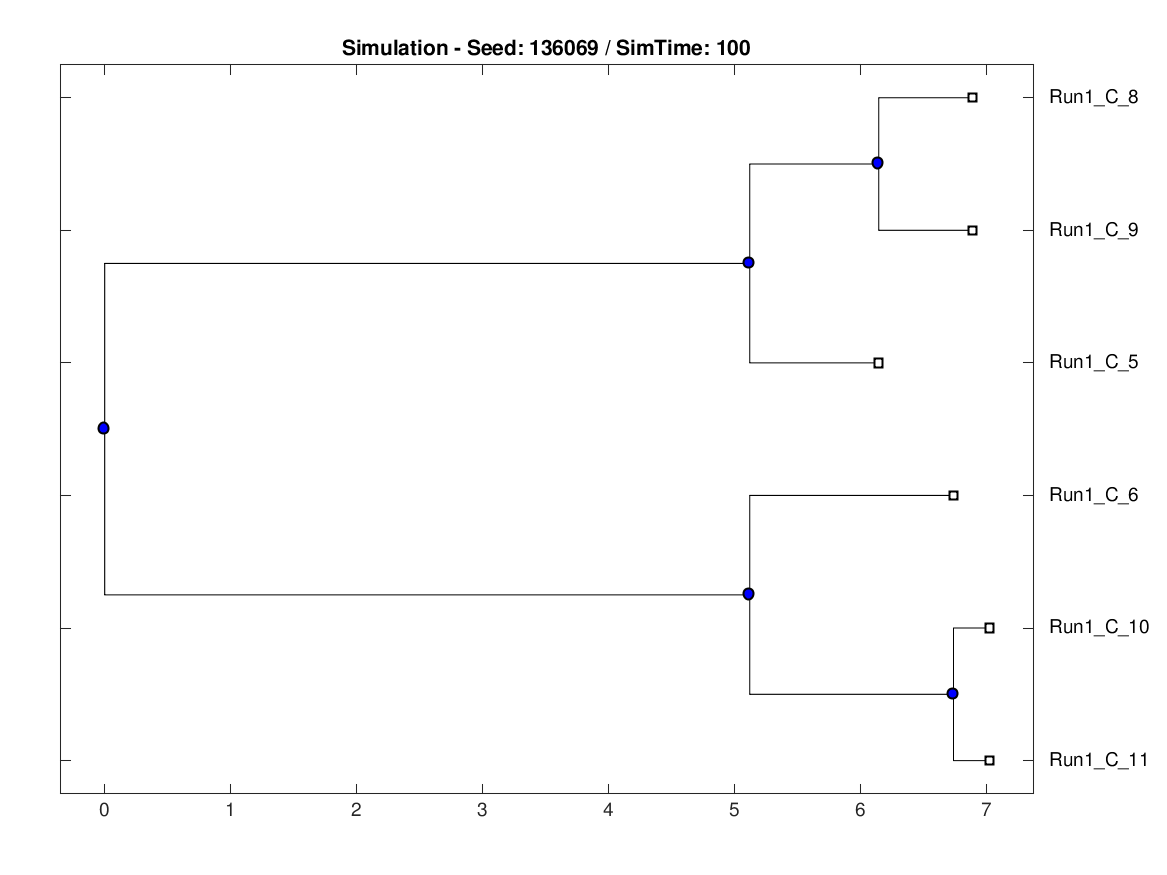 Simulation - Seed: 136069 / SimTime: 100
Run1_C_8
Run1_C_9
Run1_C_5
Run1_C_6
Run1_C_10
Run1_C_11
0 1 2 3 4 5 6 7